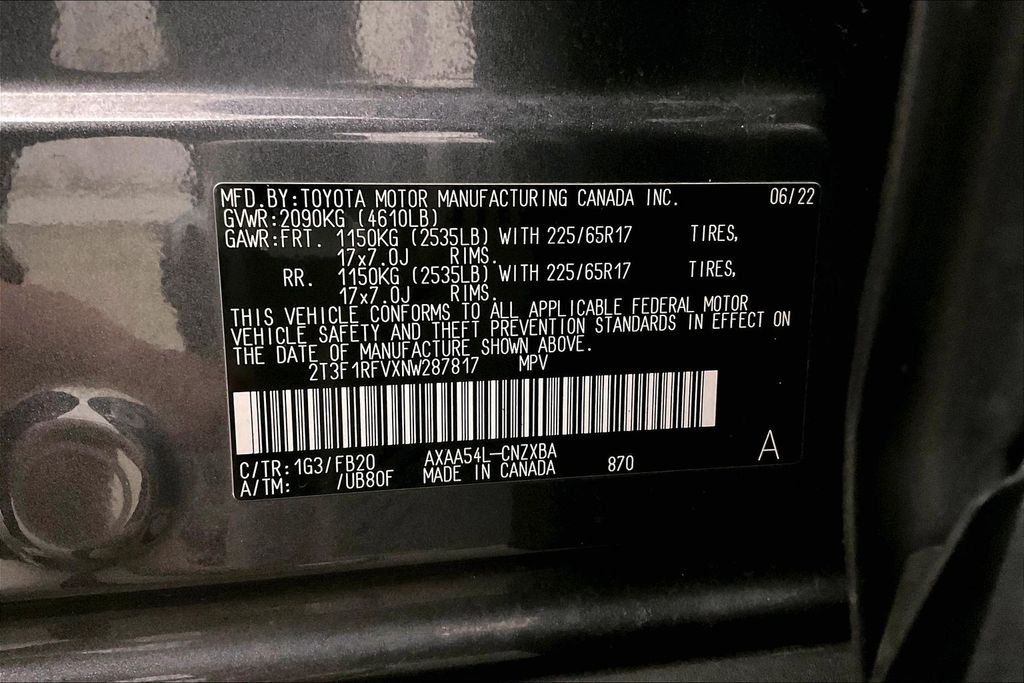 MFD.BY:TOYOTA MOTOR MANUFACTURING CANADA INC. 06/22
GVWR:2090KG (4610LB)
GAWR:FRT. 1150KG (2535LB) WITH 225/65R17 TIRES,
17x7.0J RIMS.
RR. 1150KG (2535LB) WITH 225/65R17 TIRES,
17x7.0J RIMS.
THIS VEHICLE CONFORMS TO ALL APPLICABLE FEDERAL MOTOR
VEHICLE SAFETY AND THEFT PREVENTION STANDARDS IN EFFECT ON
THE DATE OF MANUFACTURE SHOWN ABOVE.
2T3F1RFVXNW287817 MPV
C/TR:1G3/FB20 AXAA54L-CNZXBA
A/TM: /UB80F MADE IN CANADA 870 A